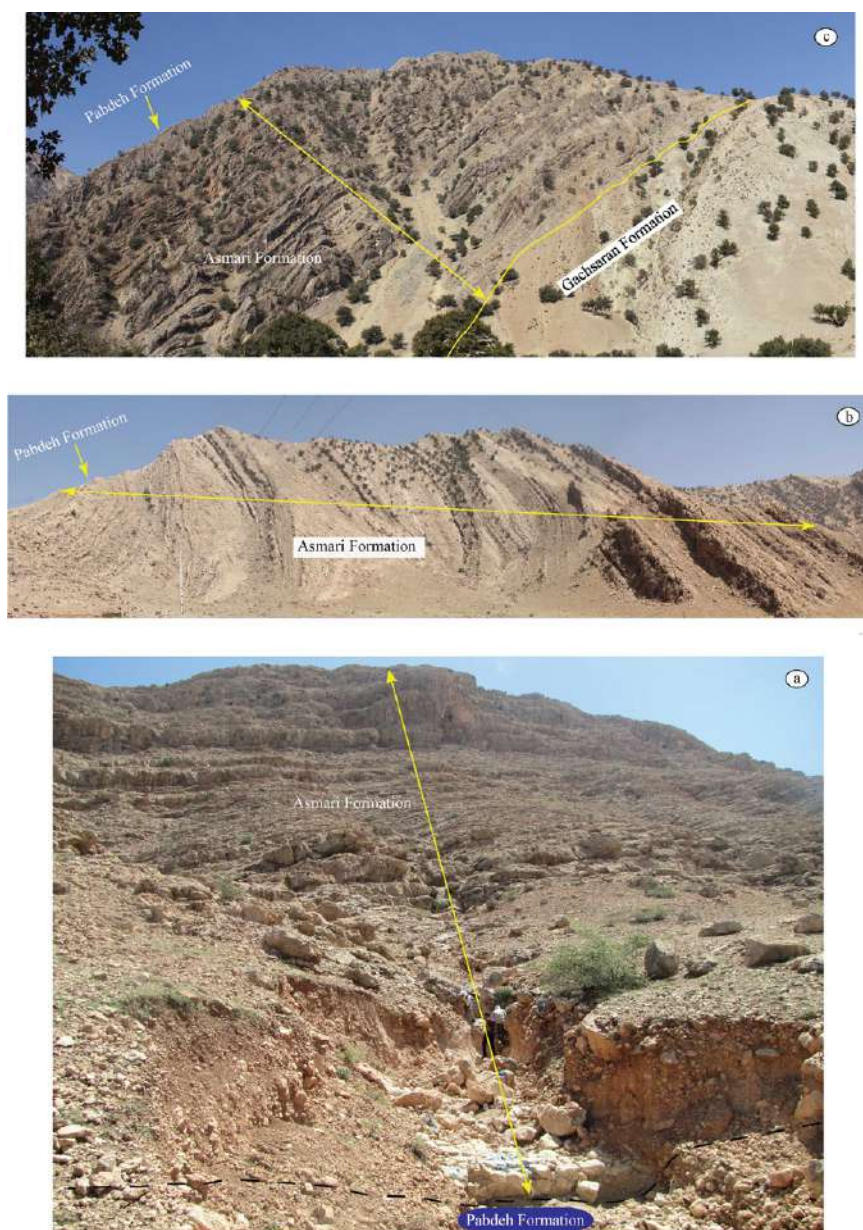 c
Pabdeh Formation
Asmari Formation
Gachsaran Formation
b
Pabdeh Formation
Asmari Formation
a
Asmari Formation
Pabdeh Formation